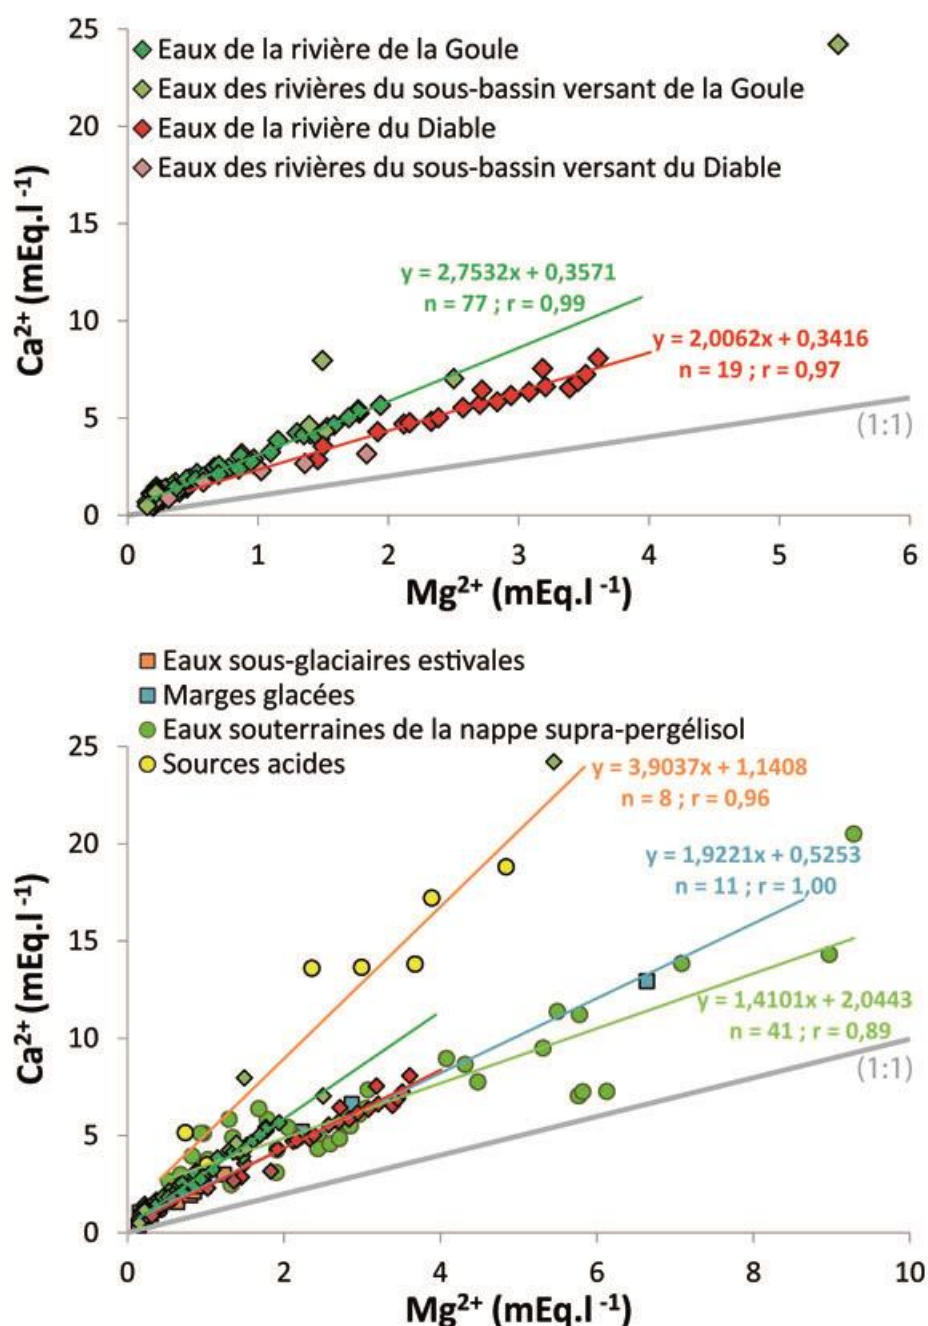 25
Eaux de la rivière de la Goule
Eaux des rivières du sous-bassin versant de la Goule
20
Eaux de la rivière du Diable
Eaux des rivières du sous-bassin versant du Diable
15
Ca²⁺ (mEq.l ⁻¹)
y = 2,7532x + 0,3571
n = 77 ; r = 0,99
10
y = 2,0062x + 0,3416
n = 19 ; r = 0,97
5
(1:1)
0
0 1 2 3 4 5 6
Mg²⁺ (mEq.l ⁻¹)
Eaux sous-glaciaires estivales
Marges glacées
Eaux souterraines de la nappe supra-pergélisol
25
Sources acides
y = 3,9037x + 1,1408
n = 8 ; r = 0,96
20
y = 1,9221x + 0,5253
n = 11 ; r = 1,00
15
Ca²⁺ (mEq.l ⁻¹)
y = 1,4101x + 2,0443
n = 41 ; r = 0,89
10
(1:1)
5
0
0 2 4 6 8 10
Mg²⁺ (mEq.l ⁻¹)